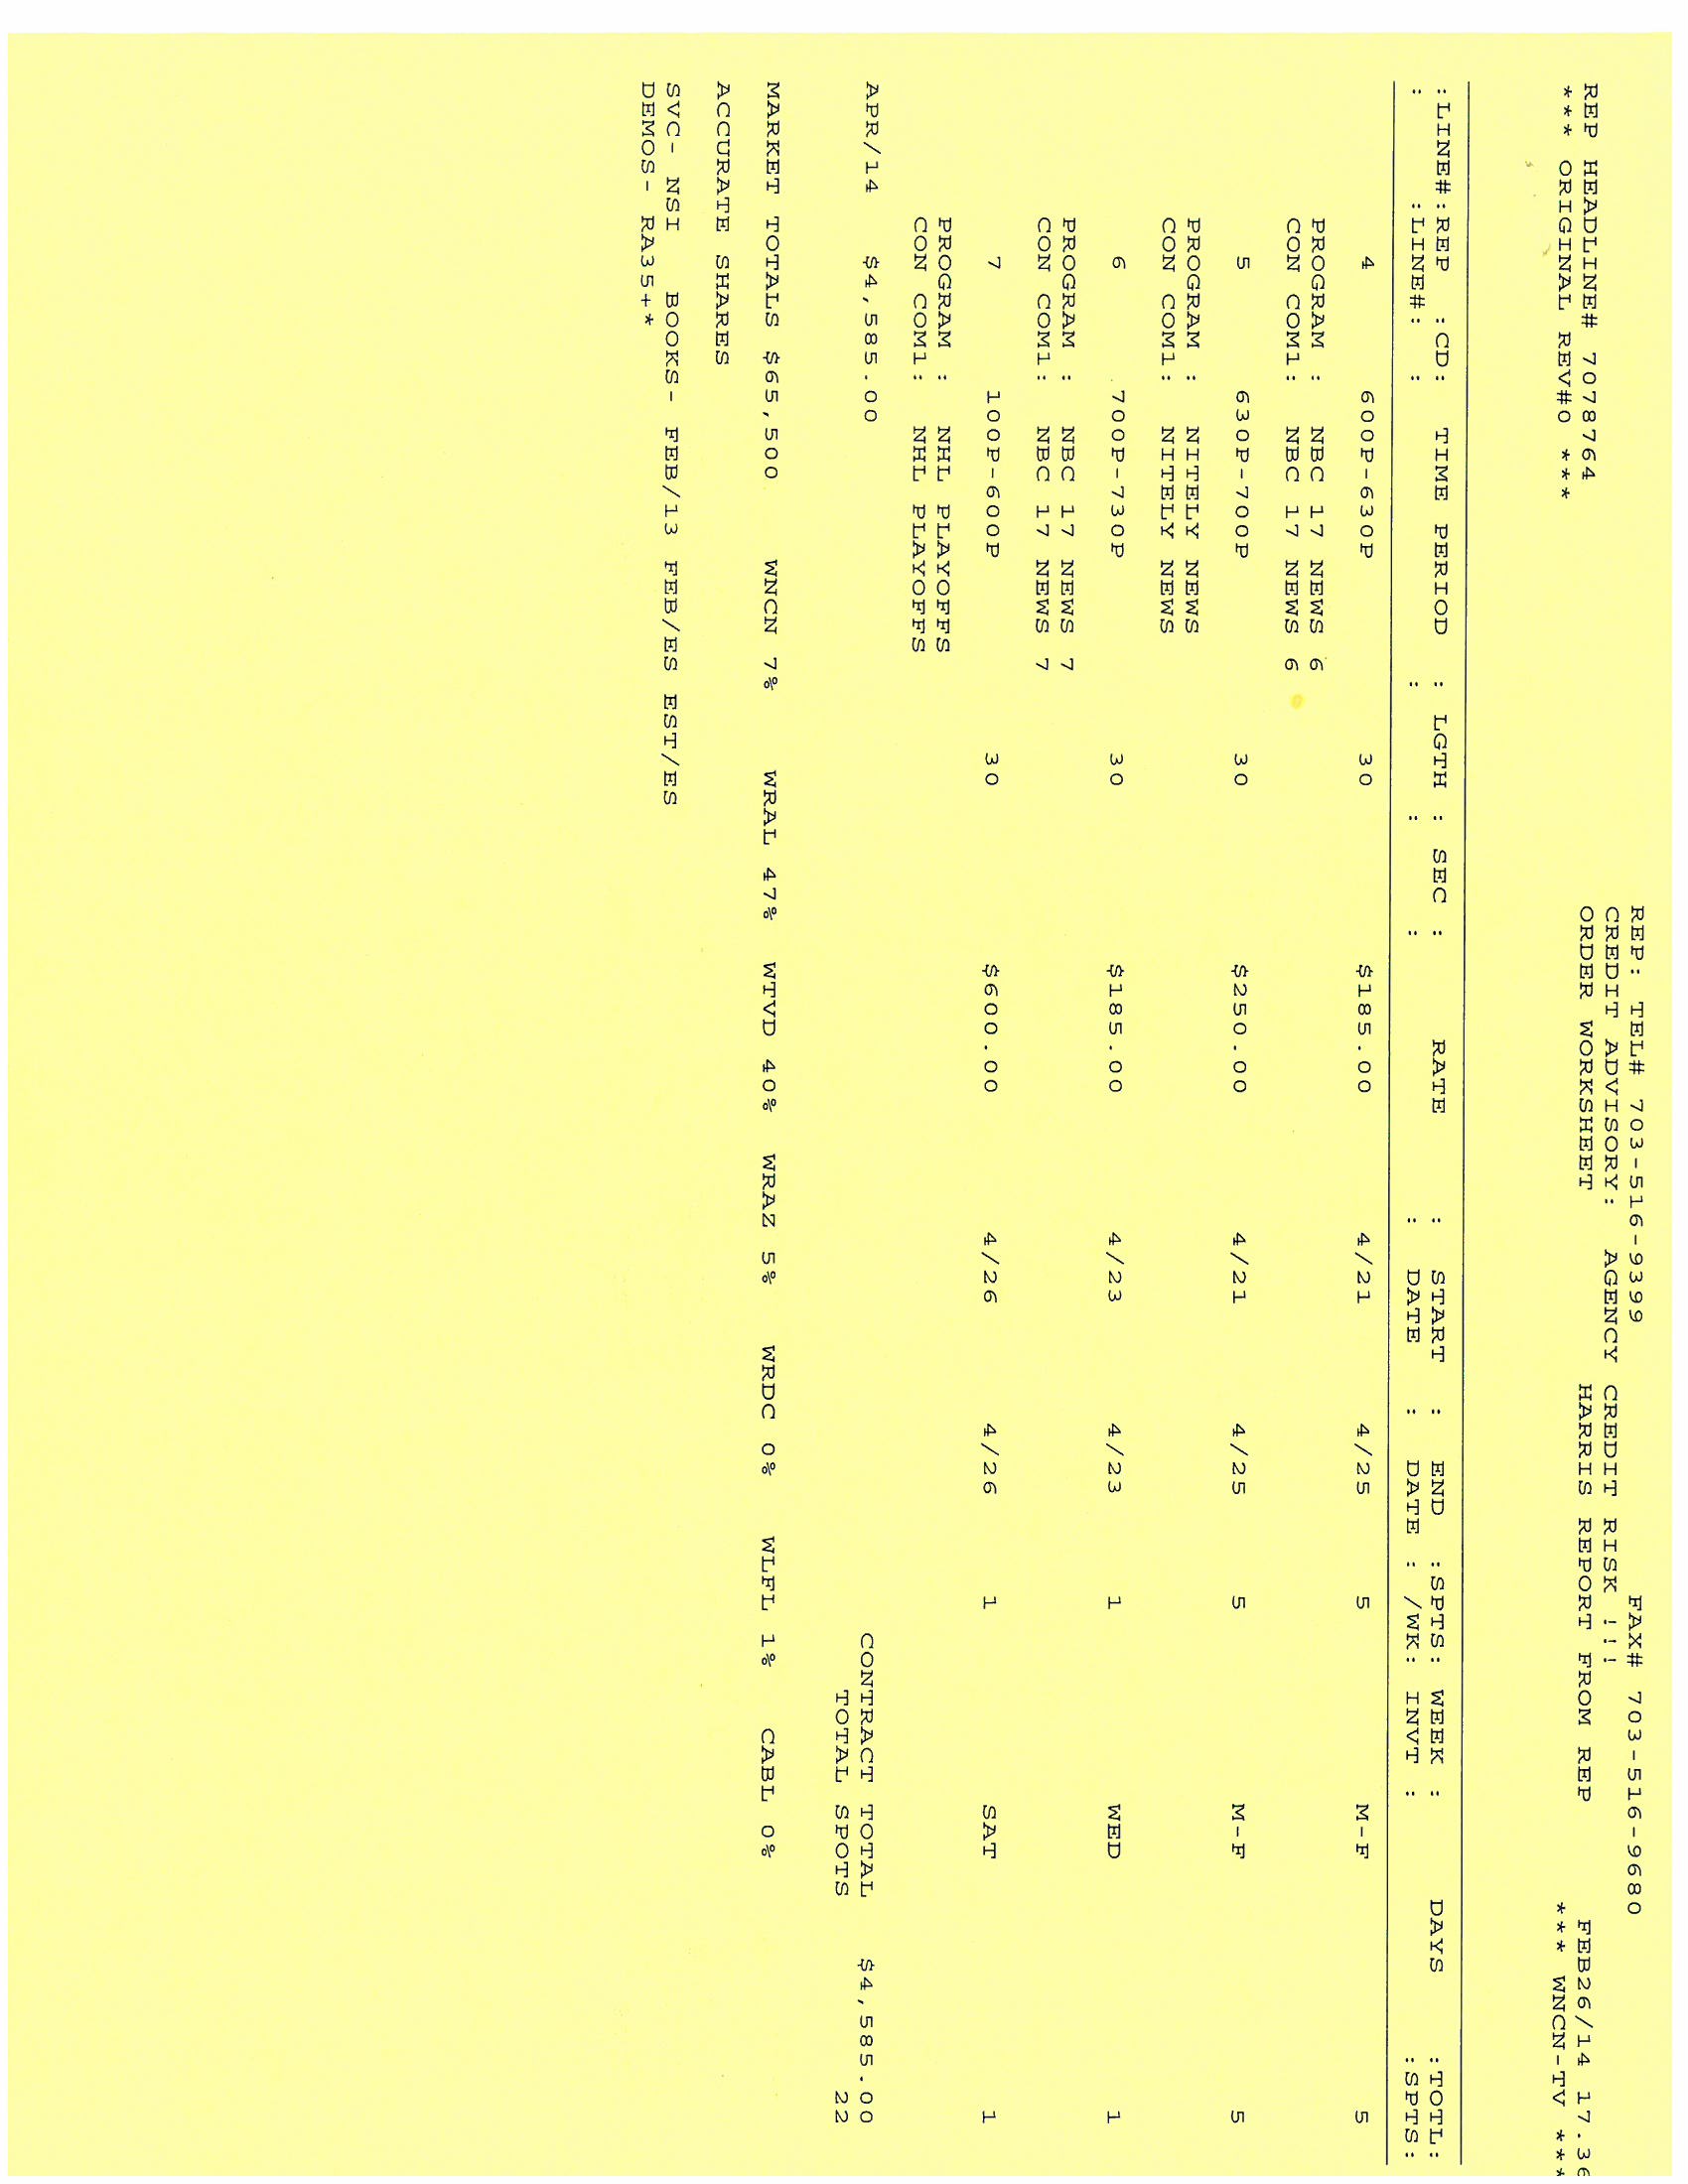 REP: TEL# 703-516-9399 FAX# 703-516-9680
CREDIT ADVISORY: AGENCY CREDIT RISK !!!
REP HEADLINE# 7078764 ORDER WORKSHEET HARRIS REPORT FROM REP FEB26/14 17.36
*** ORIGINAL REV#0 *** *** WNCN-TV ***
:LINE#:REP :CD: TIME PERIOD : LGTH : SEC : RATE : START : END :SPTS: WEEK : DAYS :TOTL:
: :LINE#: : : : : : DATE : DATE : /WK: INVT : :SPTS:
4 600P-630P 30 $185.00 4/21 4/25 5 M-F 5
PROGRAM : NBC 17 NEWS 6
CON COM1: NBC 17 NEWS 6
5 630P-700P 30 $250.00 4/21 4/25 5 M-F 5
PROGRAM : NITELY NEWS
CON COM1: NITELY NEWS
6 700P-730P 30 $185.00 4/23 4/23 1 WED 1
PROGRAM : NBC 17 NEWS 7
CON COM1: NBC 17 NEWS 7
7 100P-600P 30 $600.00 4/26 4/26 1 SAT 1
PROGRAM : NHL PLAYOFFS
CON COM1: NHL PLAYOFFS
APR/14 $4,585.00 CONTRACT TOTAL $4,585.00
TOTAL SPOTS 22
MARKET TOTALS $65,500 WNCN 7% WRAL 47% WTVD 40% WRAZ 5% WRDC 0% WLFL 1% CABL 0%
ACCURATE SHARES
SVC- NSI BOOKS- FEB/13 FEB/ES EST/ES
DEMOS- RA35+*